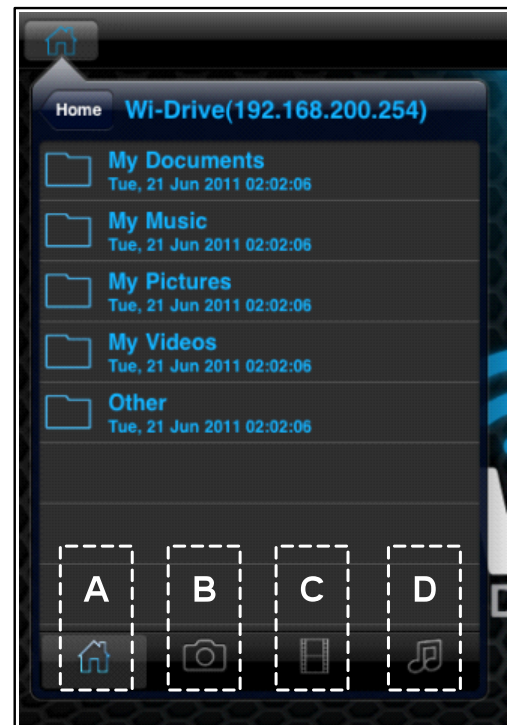 Home Wi-Drive(192.168.200.254)
My Documents
Tue, 21 Jun 2011 02:02:06
My Music
Tue, 21 Jun 2011 02:02:06
My Pictures
Tue, 21 Jun 2011 02:02:06
My Videos
Tue, 21 Jun 2011 02:02:06
Other
Tue, 21 Jun 2011 02:02:06
A B C D